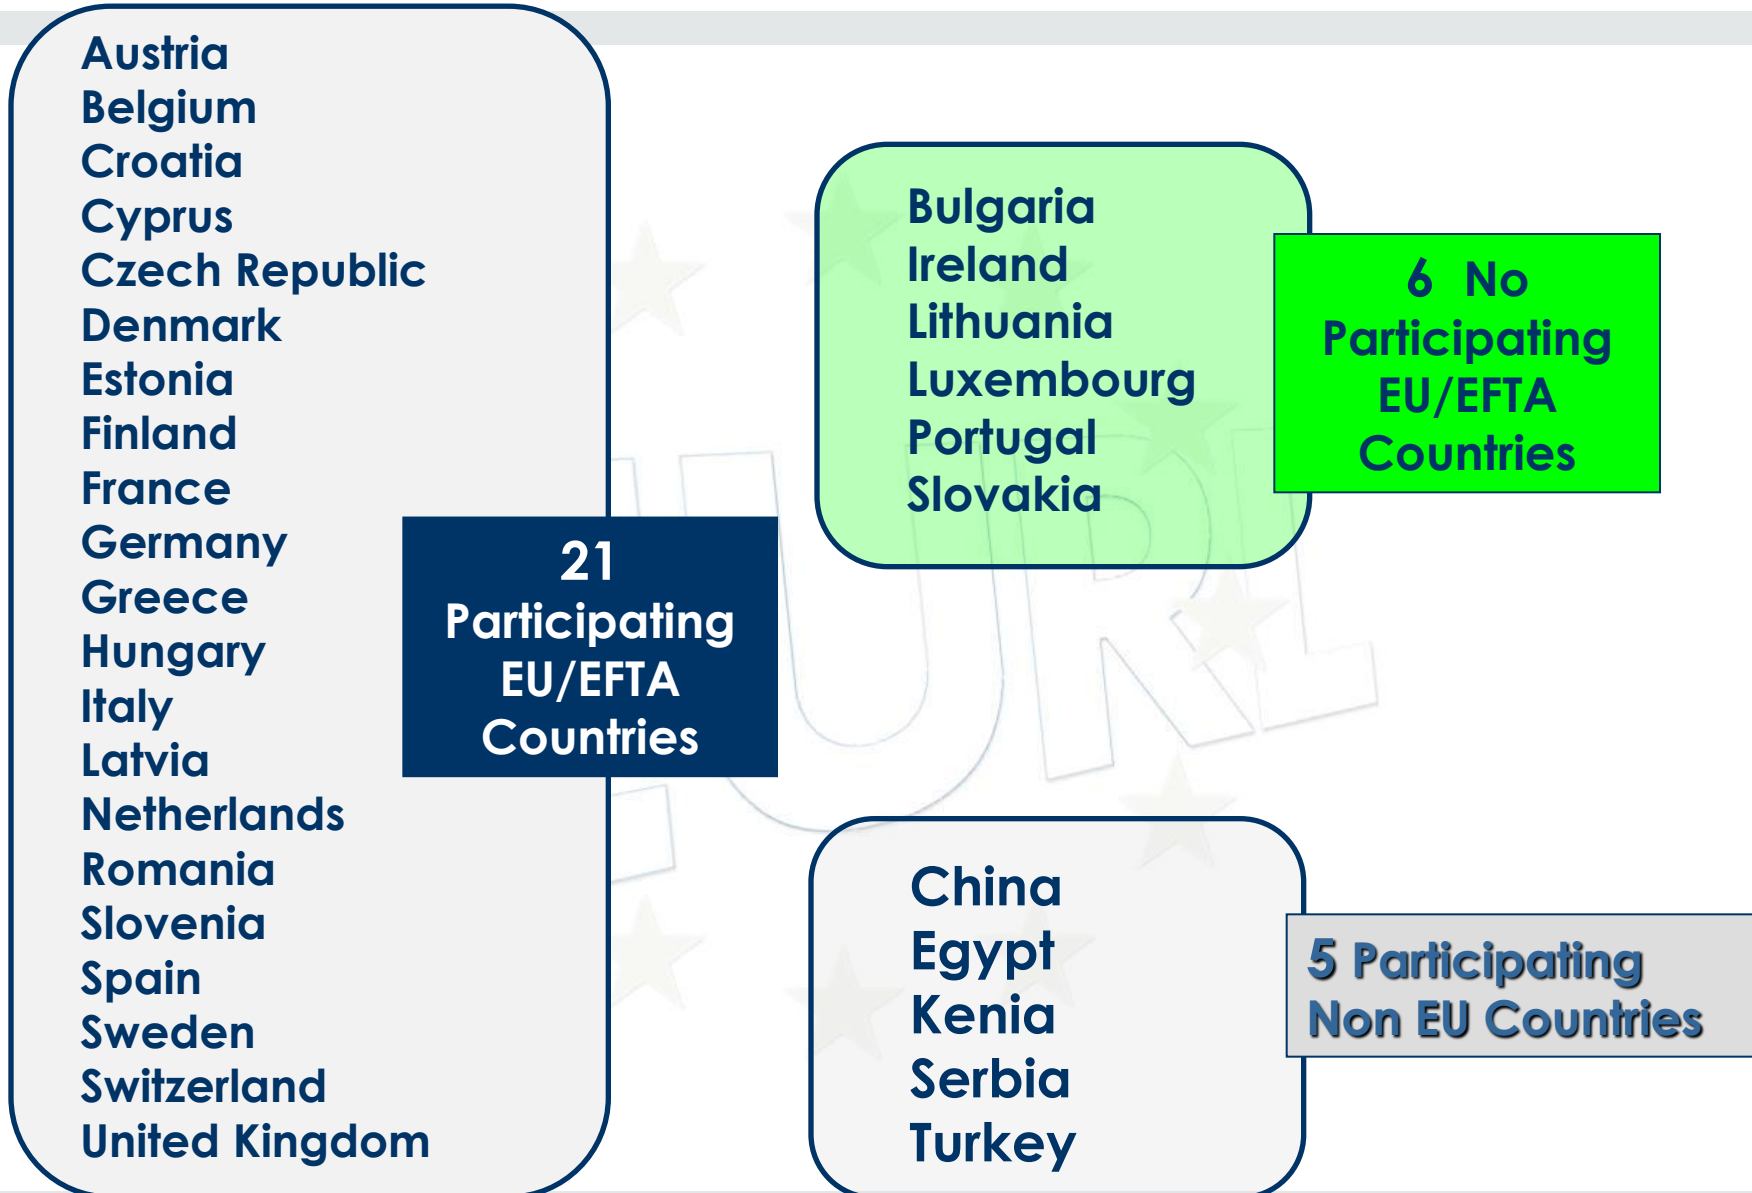 Austria
Belgium
Croatia
Cyprus
Czech Republic
Denmark
Estonia
Finland
France
Germany
Greece
Hungary
Italy
Latvia
Netherlands
Romania
Slovenia
Spain
Sweden
Switzerland
United Kingdom
21
Participating
EU/EFTA
Countries
Bulgaria
Ireland
Lithuania
Luxembourg
Portugal
Slovakia
6 No
Participating
EU/EFTA
Countries
China
Egypt
Kenia
Serbia
Turkey
5 Participating
Non EU Countries
EURL